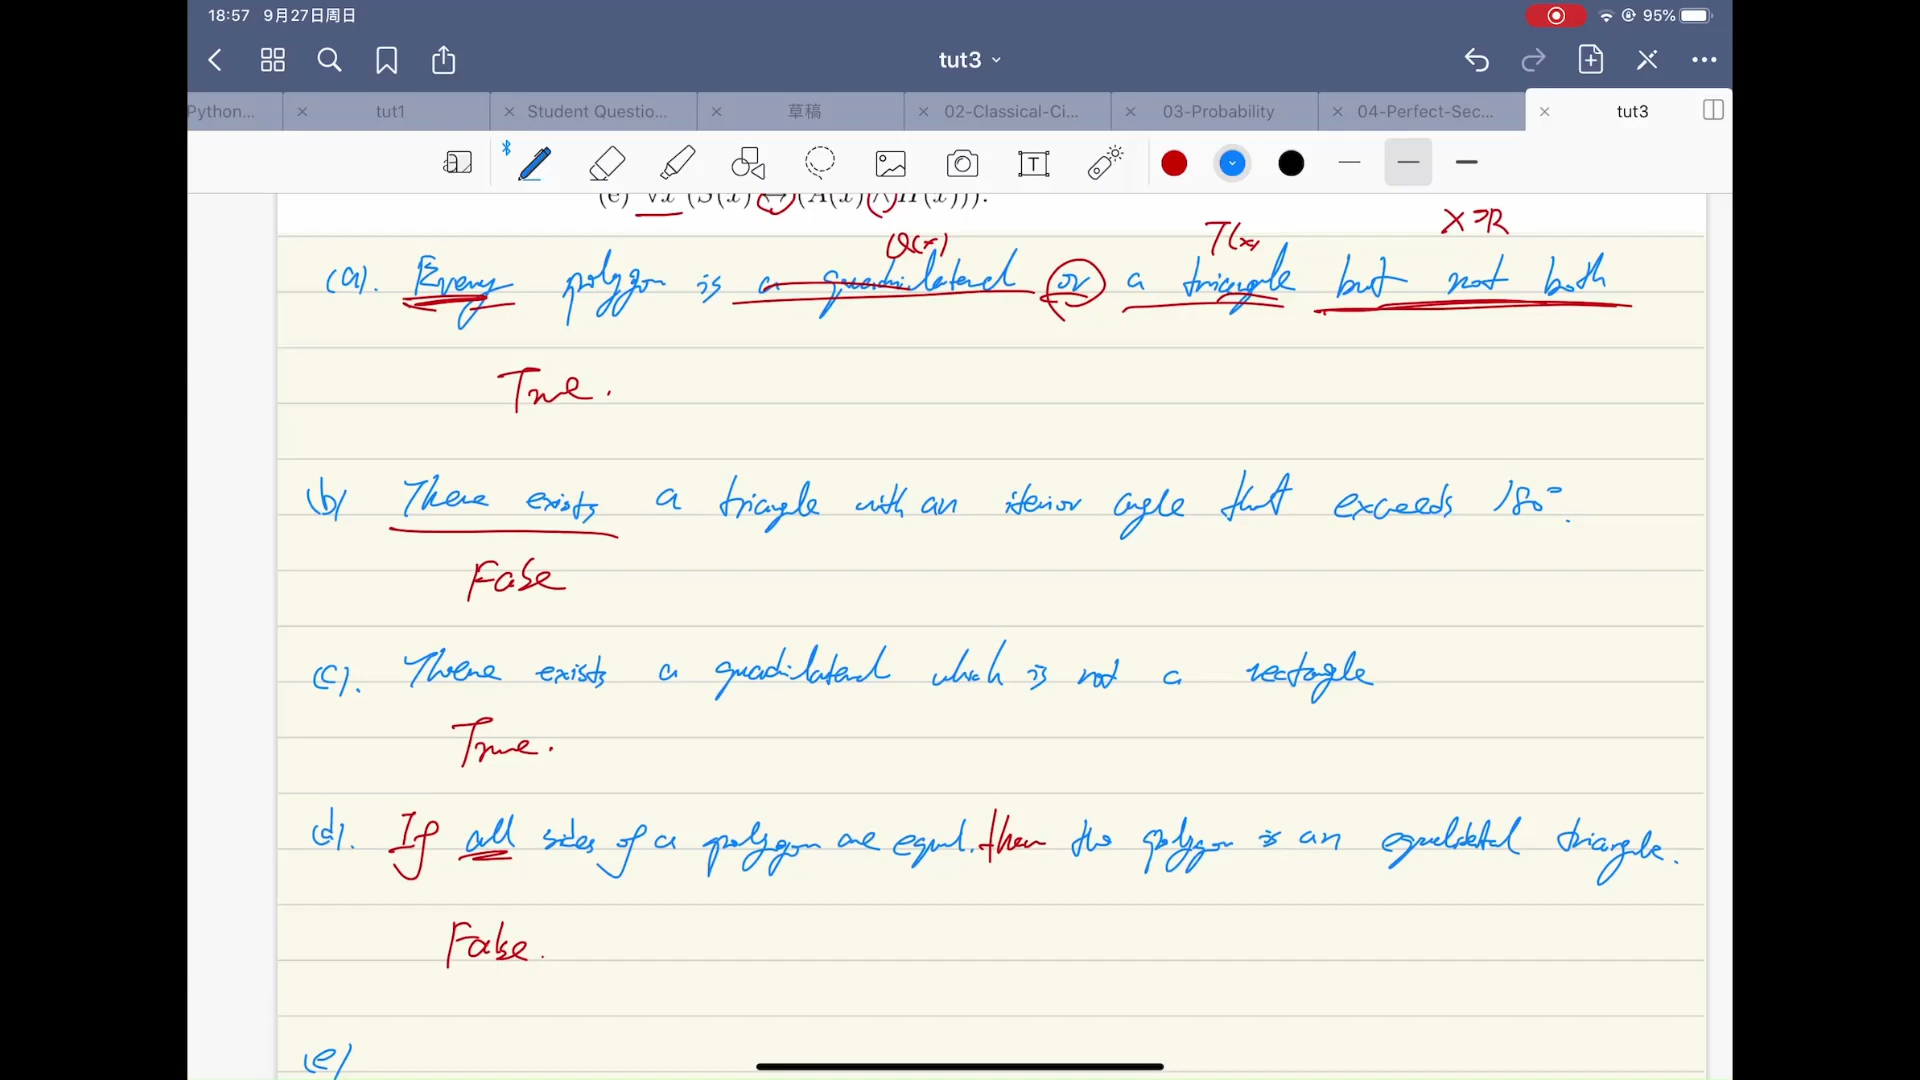 18:57 9月27日周日 95%
tut3
Python... tut1 Student Questio... 草稿 02-Classical-Ci... 03-Probability 04-Perfect-Sec... tut3
(e) ∀x (S(x) ↔ (A(x) ∧ H(x))).
Q(x) T(x)
(a). Every polygon is a quadrilateral or a triangle but not both
True.
(b) There exists a triangle with an iterior angle that exceeds 180°.
False
(c). There exists a quadrilateral which is not a rectangle
True.
(d). If all sides of a polygon are equal. then the polygon is an equilateral triangle.
False.
(e)